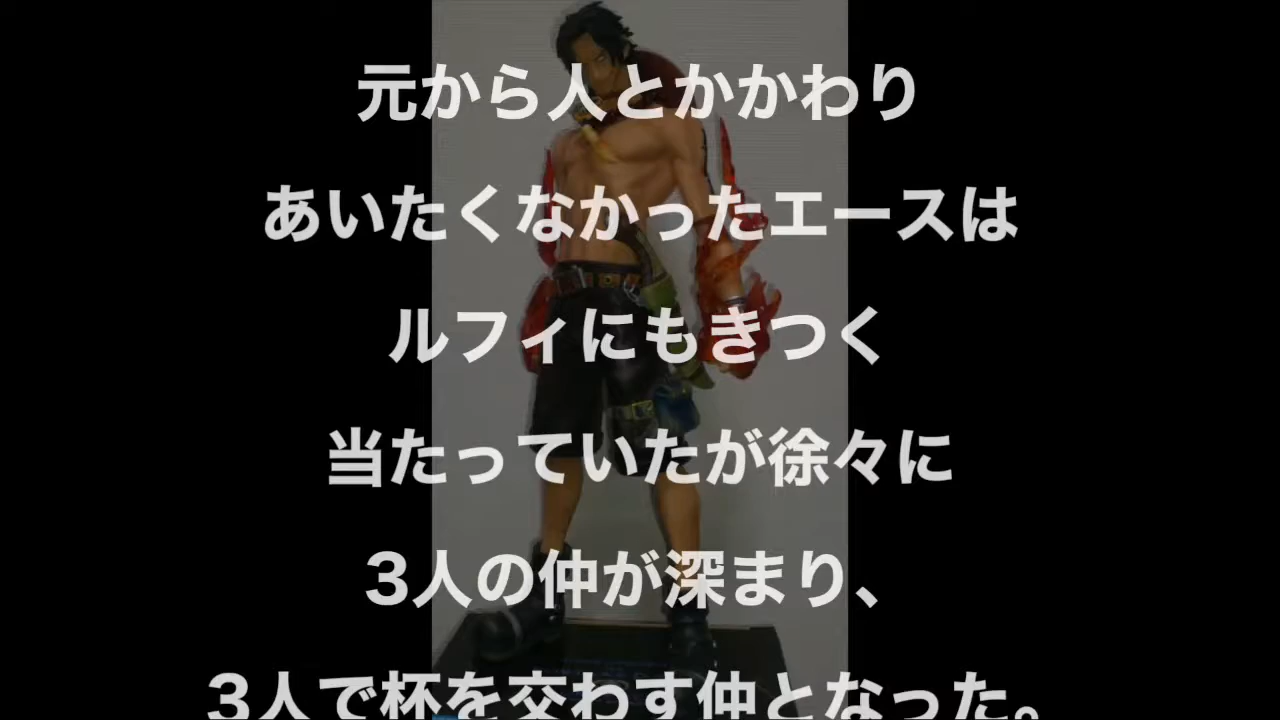 元から人とかかわり
あいたくなかったエースは
ルフィにもきつく
当たっていたが徐々に
3人の仲が深まり、
3人で杯を交わす仲となった。